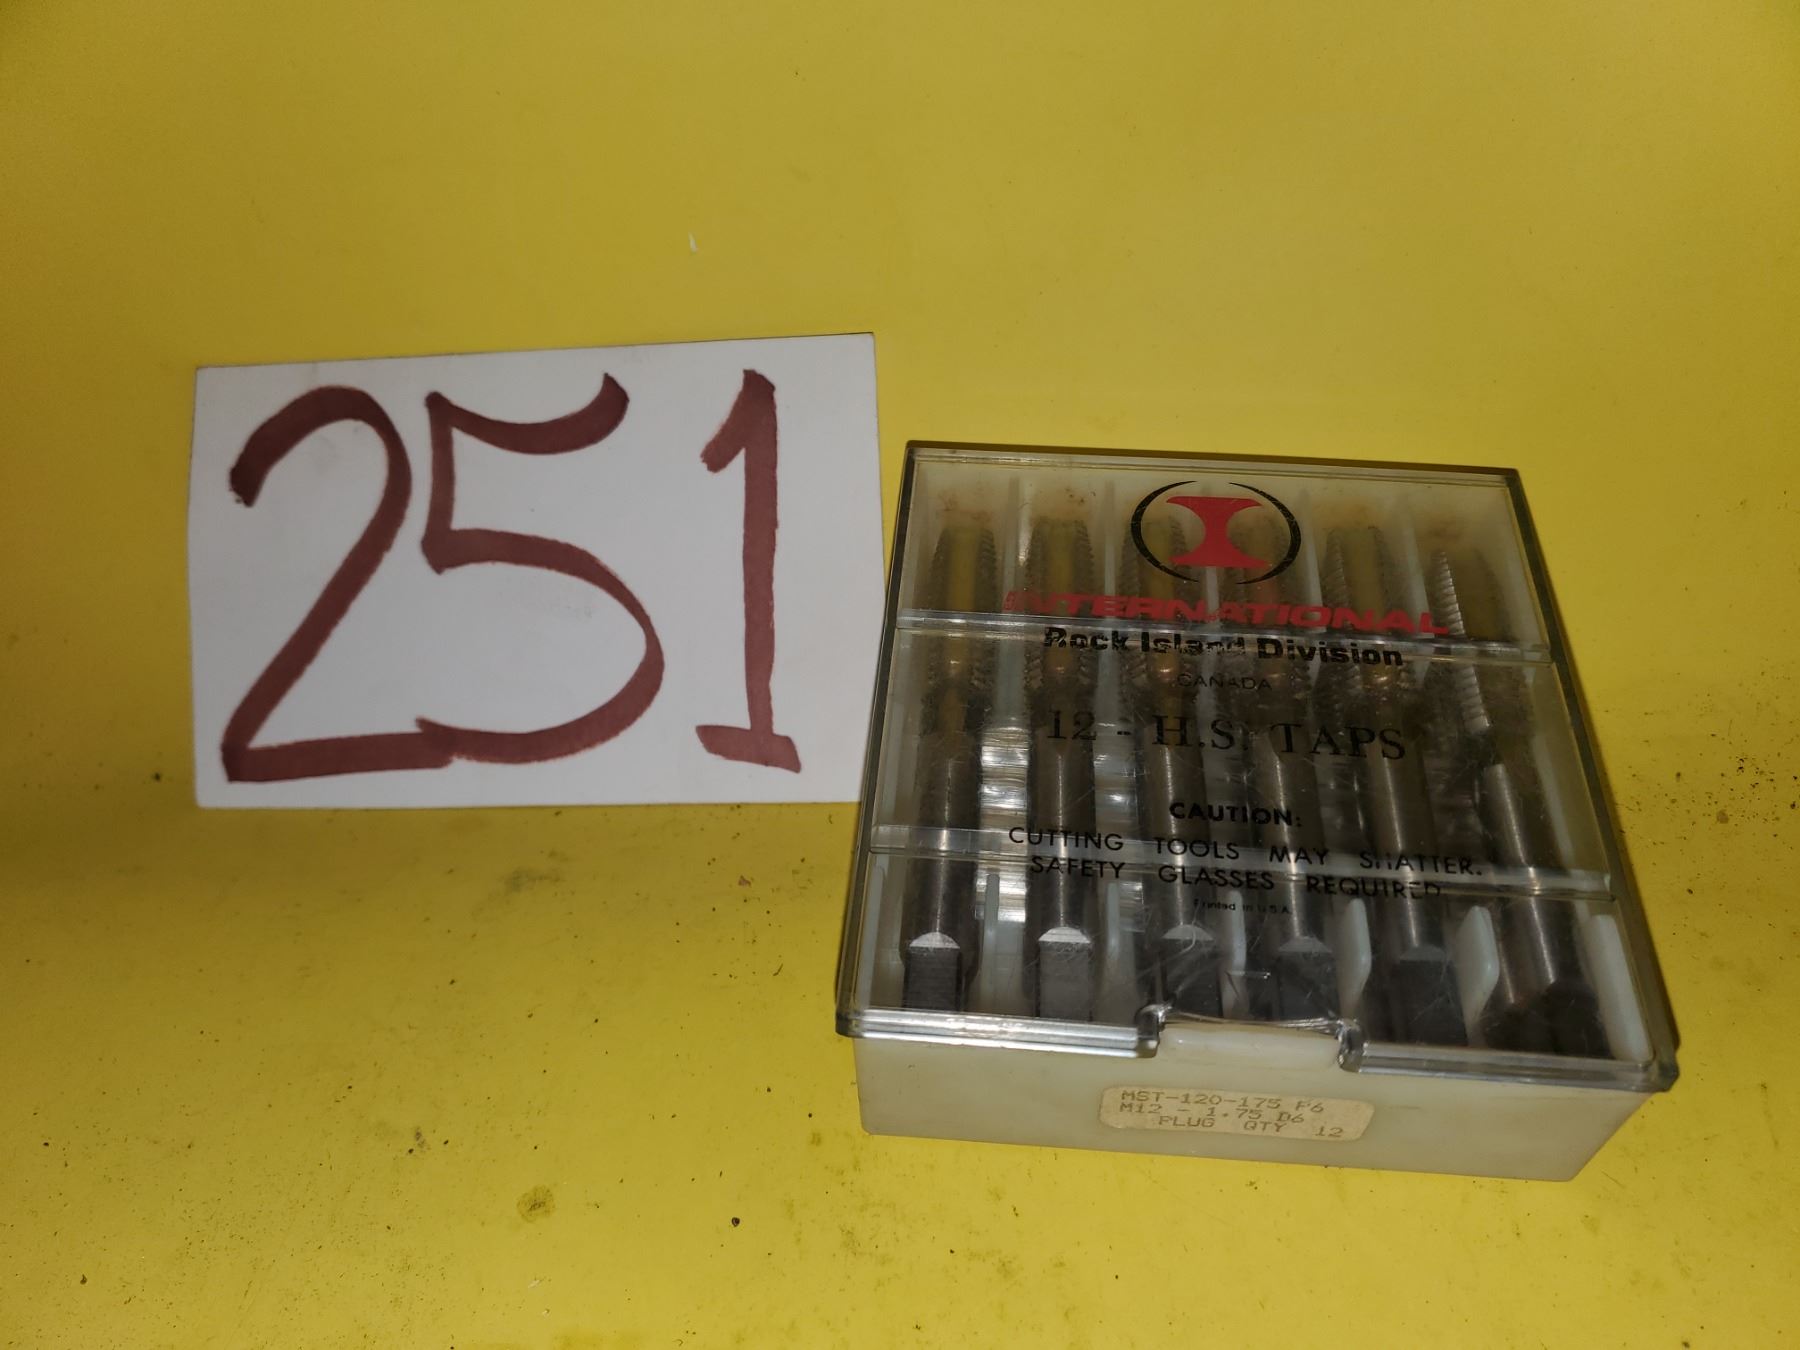 251
INTERNATIONAL
Rock Island Division
CANADA
12 - H.S. TAPS
CAUTION:
CUTTING TOOLS MAY SHATTER.
SAFETY GLASSES REQUIRED
Printed in U.S.A.
MST-120-175 P6
M12 - 1.75 D6
PLUG QTY 12